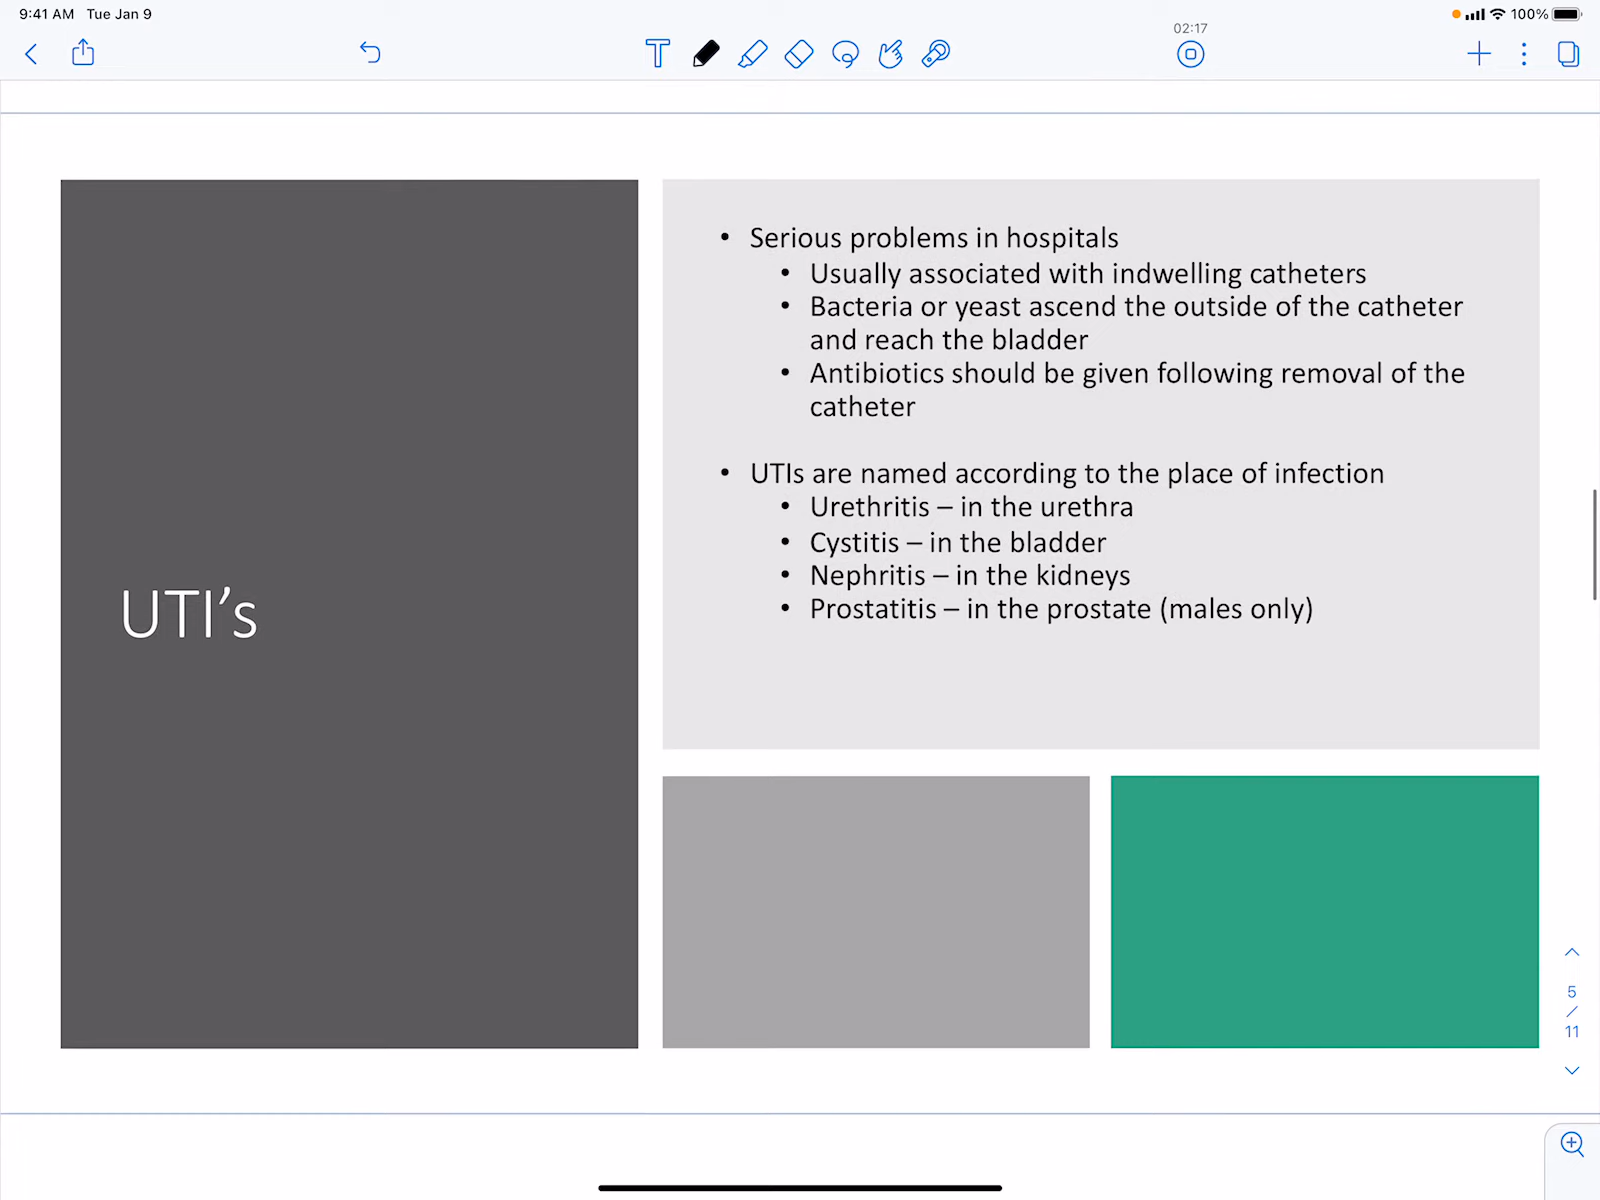 9:41 AM Tue Jan 9
100%
02:17
UTI’s
• Serious problems in hospitals
• Usually associated with indwelling catheters
• Bacteria or yeast ascend the outside of the catheter
and reach the bladder
• Antibiotics should be given following removal of the
catheter
• UTIs are named according to the place of infection
• Urethritis – in the urethra
• Cystitis – in the bladder
• Nephritis – in the kidneys
• Prostatitis – in the prostate (males only)
5
/
11